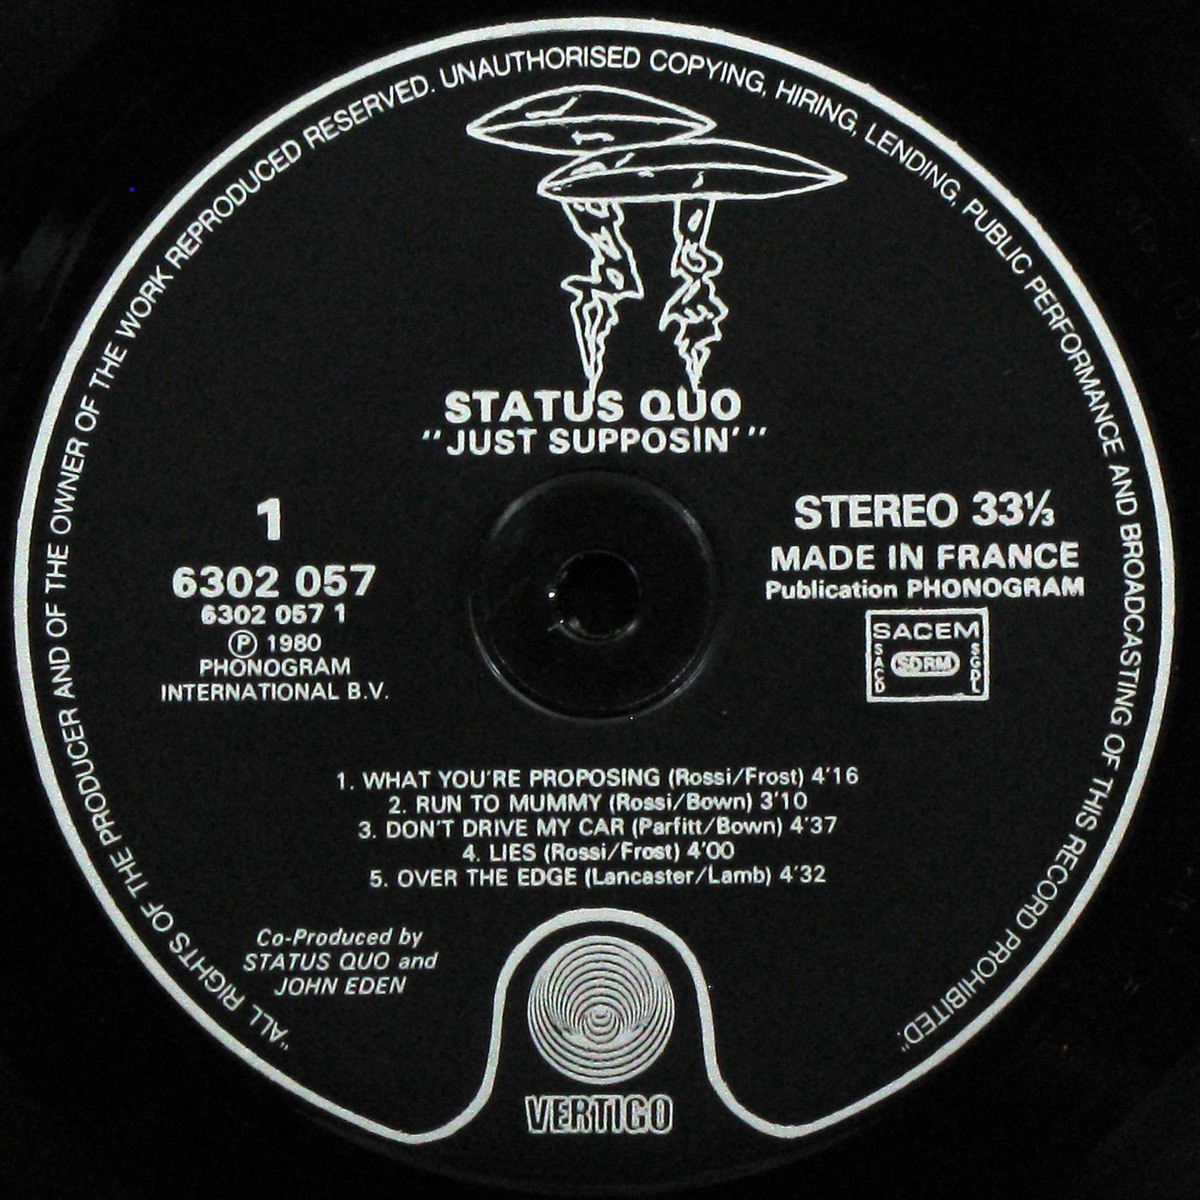 "ALL RIGHTS OF THE PRODUCER AND OF THE OWNER OF THE WORK REPRODUCED RESERVED. UNAUTHORISED COPYING, HIRING, LENDING, PUBLIC PERFORMANCE AND BROADCASTING OF THIS RECORD PROHIBITED."
STATUS QUO
"JUST SUPPOSIN'"
1
6302 057
6302 057 1
Ⓟ 1980
PHONOGRAM
INTERNATIONAL B.V.
STEREO 33⅓
MADE IN FRANCE
Publication PHONOGRAM
SACEM
SACD
SDRM
SGDL
1. WHAT YOU'RE PROPOSING (Rossi/Frost) 4'16
2. RUN TO MUMMY (Rossi/Bown) 3'10
3. DON'T DRIVE MY CAR (Parfitt/Bown) 4'37
4. LIES (Rossi/Frost) 4'00
5. OVER THE EDGE (Lancaster/Lamb) 4'32
Co-Produced by
STATUS QUO and
JOHN EDEN
VERTIGO